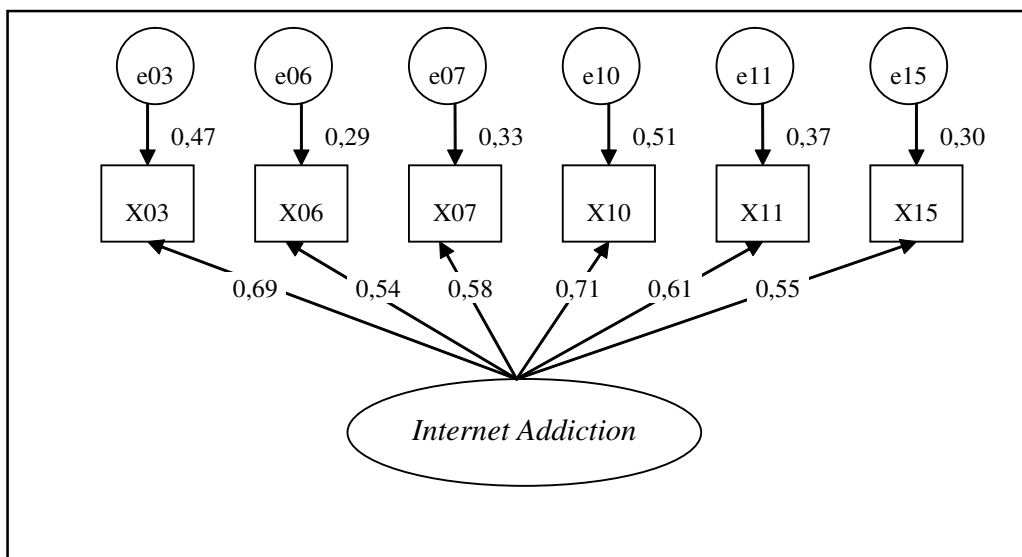 e03 e06 e07 e10 e11 e15
0,47 0,29 0,33 0,51 0,37 0,30
X03 X06 X07 X10 X11 X15
0,69 0,54 0,58 0,71 0,61 0,55
Internet Addiction